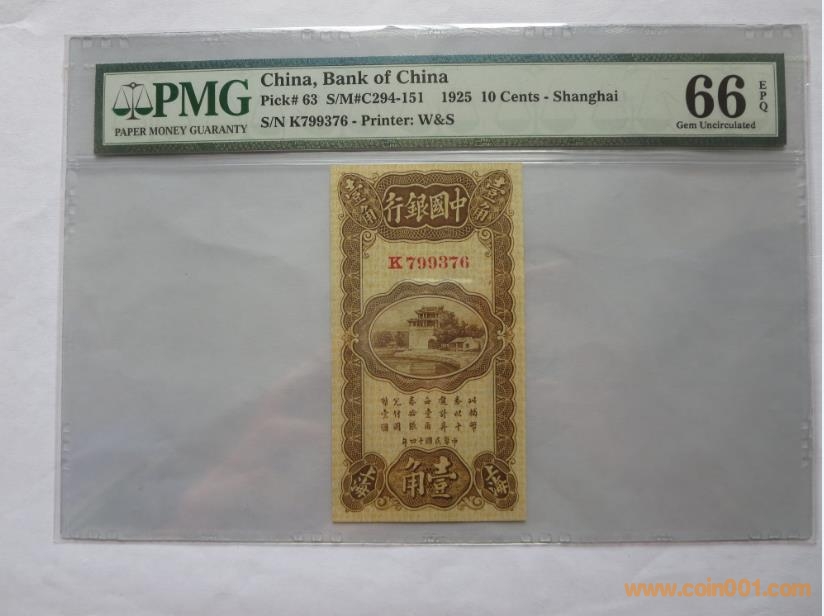 PMG
PAPER MONEY GUARANTY
China, Bank of China
Pick# 63 S/M#C294-151 1925 10 Cents - Shanghai
S/N K799376 - Printer: W&S
66
EPQ
Gem Uncirculated
壹角
壹角
中國銀行
K799376
中華民國十四年
上海
壹角
上海
www.coin001.com